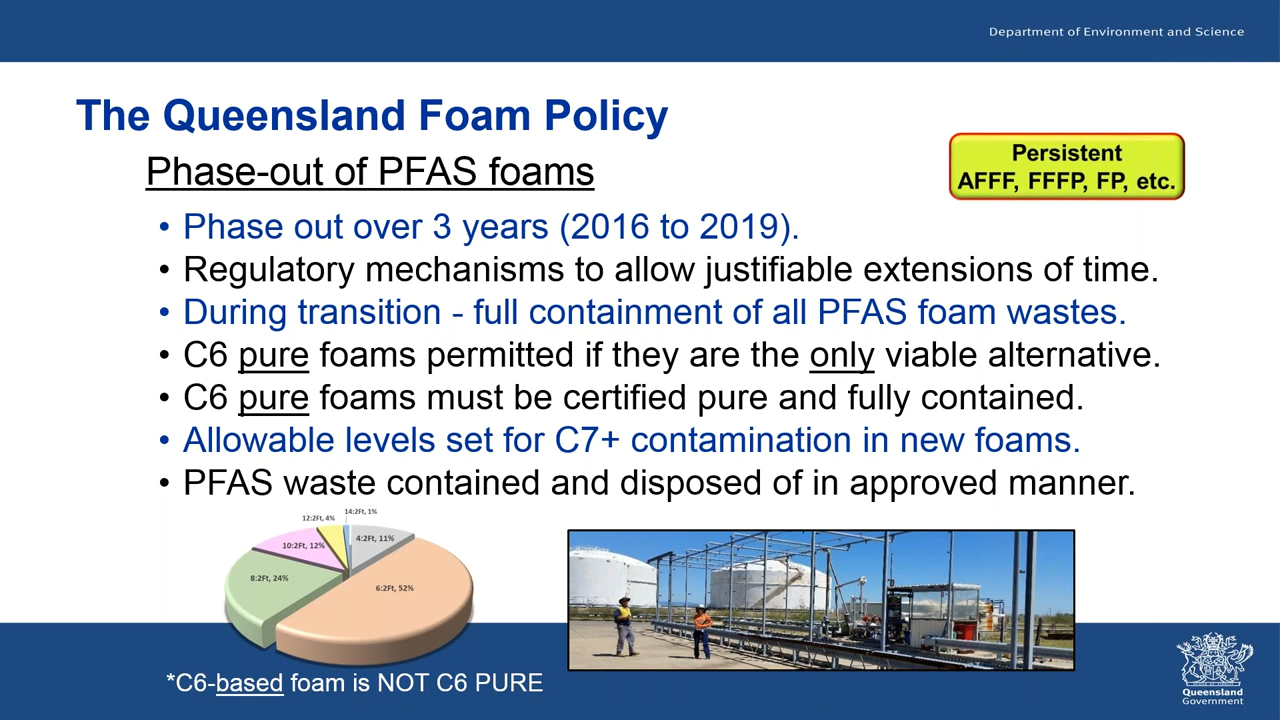 Department of Environment and Science
The Queensland Foam Policy
Phase-out of PFAS foams
Persistent
AFFF, FFFP, FP, etc.
• Phase out over 3 years (2016 to 2019).
• Regulatory mechanisms to allow justifiable extensions of time.
• During transition - full containment of all PFAS foam wastes.
• C6 pure foams permitted if they are the only viable alternative.
• C6 pure foams must be certified pure and fully contained.
• Allowable levels set for C7+ contamination in new foams.
• PFAS waste contained and disposed of in approved manner.
14:2Ft, 1%
12:2Ft, 4%
4:2Ft, 11%
10:2Ft, 12%
8:2Ft, 24%
6:2Ft, 52%
*C6-based foam is NOT C6 PURE
Queensland
Government